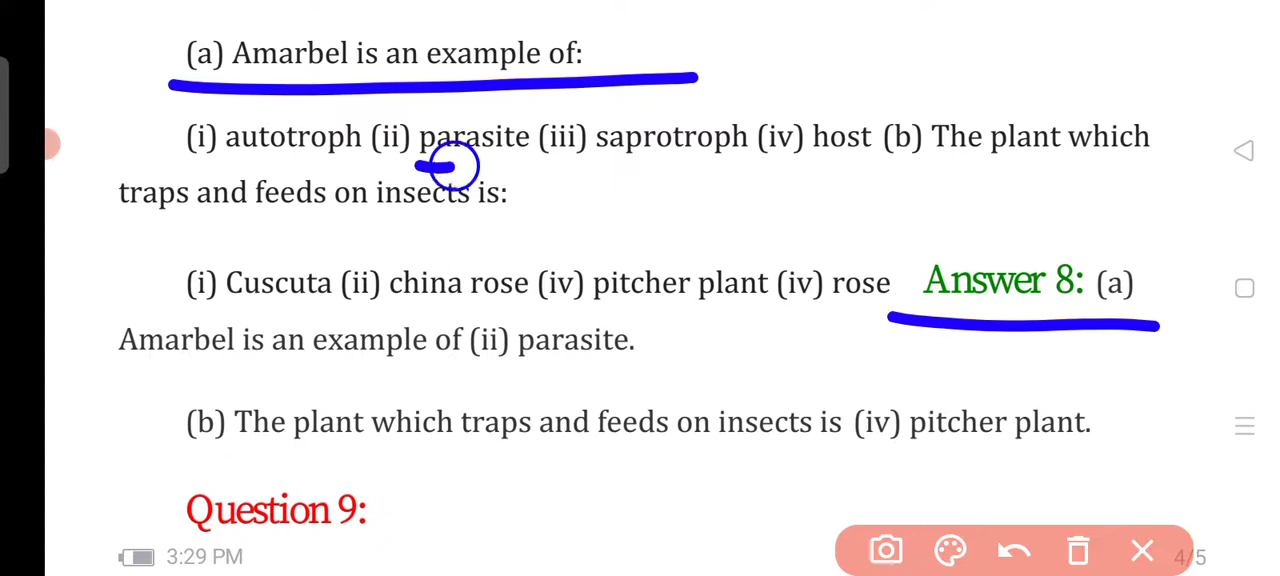 (a) Amarbel is an example of:
(i) autotroph (ii) parasite (iii) saprotroph (iv) host (b) The plant which
traps and feeds on insects is:
(i) Cuscuta (ii) china rose (iv) pitcher plant (iv) rose Answer 8: (a)
Amarbel is an example of (ii) parasite.
(b) The plant which traps and feeds on insects is (iv) pitcher plant.
Question 9:
3:29 PM 4/5